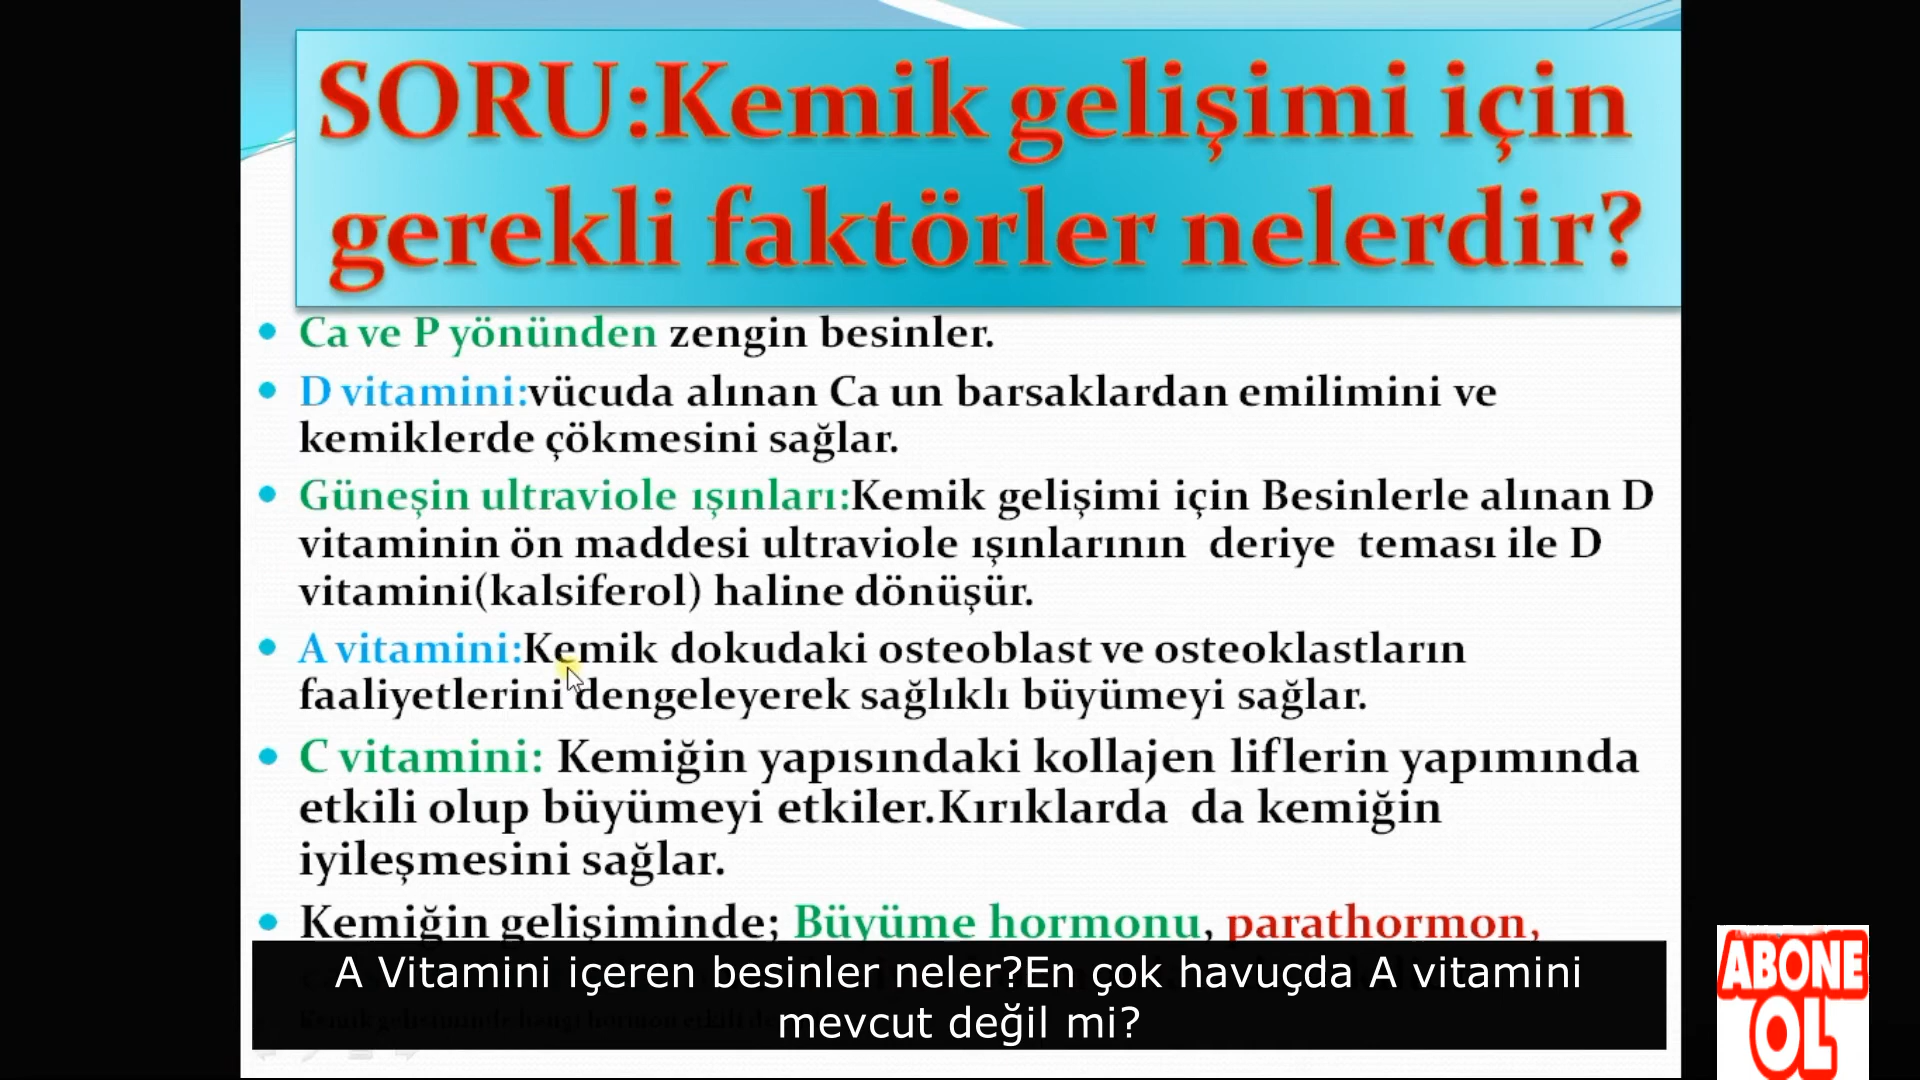 SORU:Kemik gelişimi için
gerekli faktörler nelerdir?
Ca ve P yönünden zengin besinler.
D vitamini:vücuda alınan Ca un barsaklardan emilimini ve
kemiklerde çökmesini sağlar.
Güneşin ultraviole ışınları:Kemik gelişimi için Besinlerle alınan D
vitaminin ön maddesi ultraviole ışınlarının deriye teması ile D
vitamini(kalsiferol) haline dönüşür.
A vitamini:Kemik dokudaki osteoblast ve osteoklastların
faaliyetlerini dengeleyerek sağlıklı büyümeyi sağlar.
C vitamini: Kemiğin yapısındaki kollajen liflerin yapımında
etkili olup büyümeyi etkiler.Kırıklarda da kemiğin
iyileşmesini sağlar.
Kemiğin gelişiminde; Büyüme hormonu, parathormon,
A Vitamini içeren besinler neler?En çok havuçda A vitamini
mevcut değil mi?
ABONE
OL